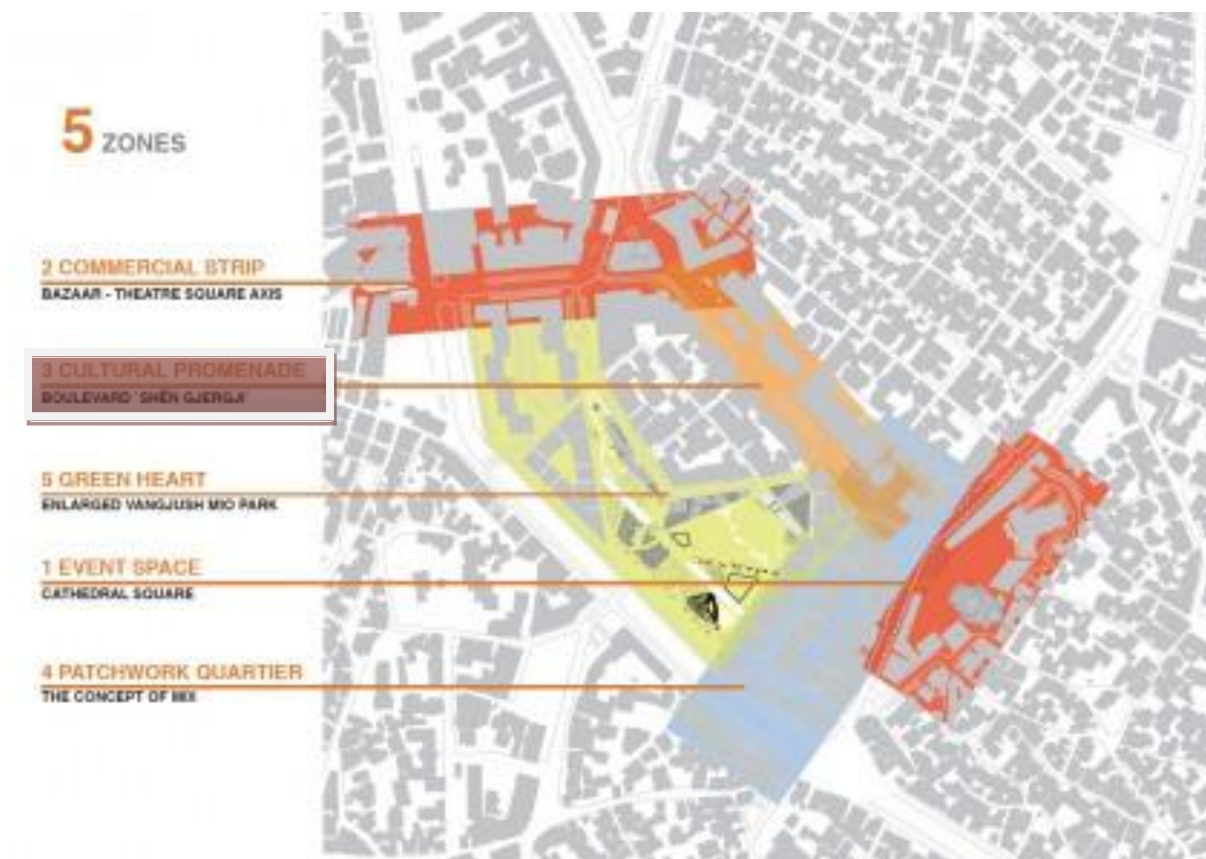 5 ZONES
2 COMMERCIAL STRIP
BAZAAR - THEATRE SQUARE AXIS
3 CULTURAL PROMENADE
BOULEVARD 'SHËN GJERGJI'
5 GREEN HEART
ENLARGED VANGJUSH MIO PARK
1 EVENT SPACE
CATHEDRAL SQUARE
4 PATCHWORK QUARTIER
THE CONCEPT OF MIX